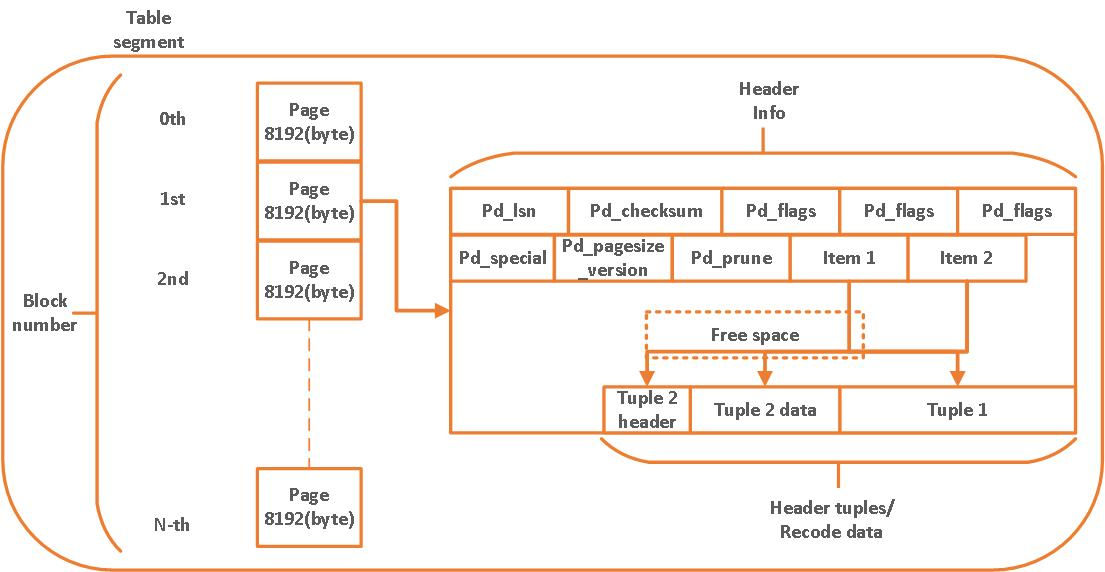 Table
segment
0th
Page
8192(byte)
1st
Page
8192(byte)
2nd
Page
8192(byte)
Block
number
N-th
Page
8192(byte)
Header
Info
Pd_lsn
Pd_checksum
Pd_flags
Pd_flags
Pd_flags
Pd_special
Pd_pagesize
_version
Pd_prune
Item 1
Item 2
Free space
Tuple 2
header
Tuple 2 data
Tuple 1
Header tuples/
Recode data